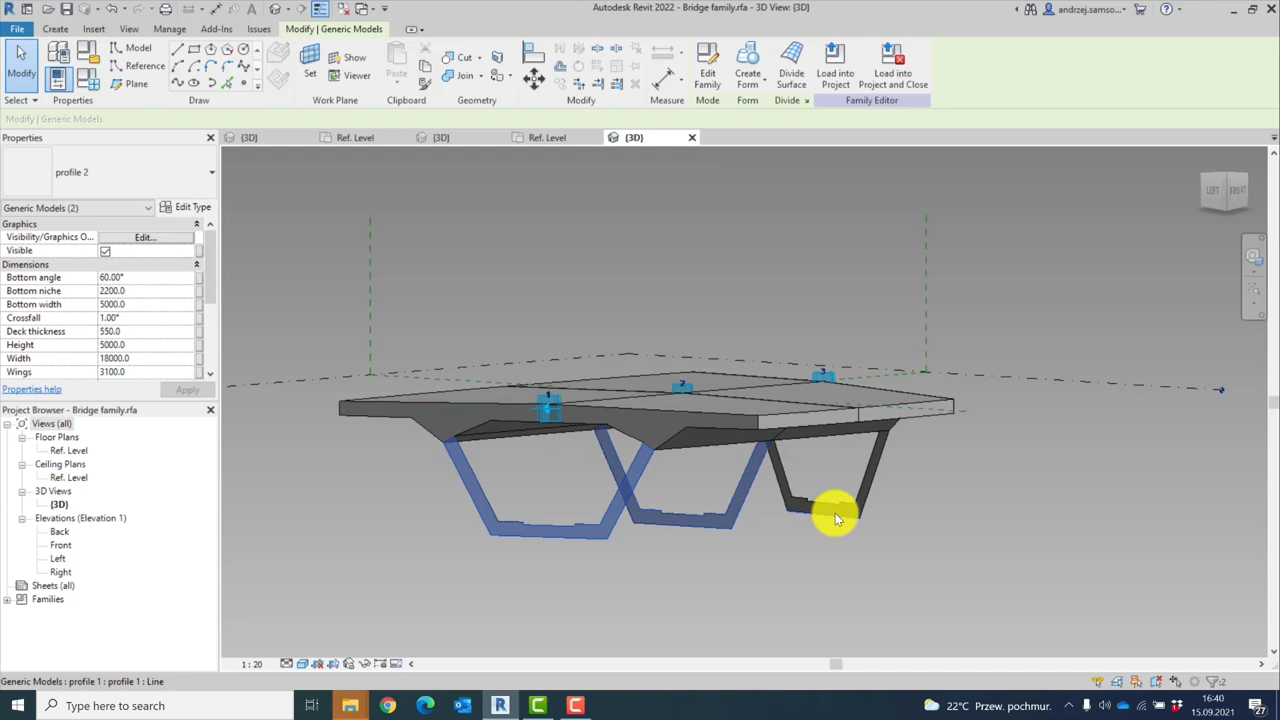 Autodesk Revit 2022 - Bridge family.rfa - 3D View: {3D}
andrzej.samso...
File Create Insert View Manage Add-Ins Issues Modify | Generic Models
Modify
Model
Reference
Plane
Set
Show
Viewer
Paste
Cut
Join
Edit
Family
Create
Form
Divide
Surface
Load into
Project
Load into
Project and Close
Select Properties Draw Work Plane Clipboard Geometry Modify Measure Mode Form Divide Family Editor
Modify | Generic Models
Properties
{3D} Ref. Level {3D} Ref. Level {3D}
profile 2
Generic Models (2) Edit Type
Graphics
Visibility/Graphics O... Edit...
Visible
Dimensions
Bottom angle 60.00°
Bottom niche 2200.0
Bottom width 5000.0
Crossfall 1.00°
Deck thickness 550.0
Height 5000.0
Width 18000.0
Wings 3100.0
Properties help Apply
Project Browser - Bridge family.rfa
Views (all)
Floor Plans
Ref. Level
Ceiling Plans
Ref. Level
3D Views
{3D}
Elevations (Elevation 1)
Back
Front
Left
Right
Sheets (all)
Families
LEFT FRONT
1
2
3
1 : 20
Generic Models : profile 1 : profile 1 : Line
:2
Type here to search
22°C Przew. pochmur.
16:40
15.09.2021
27